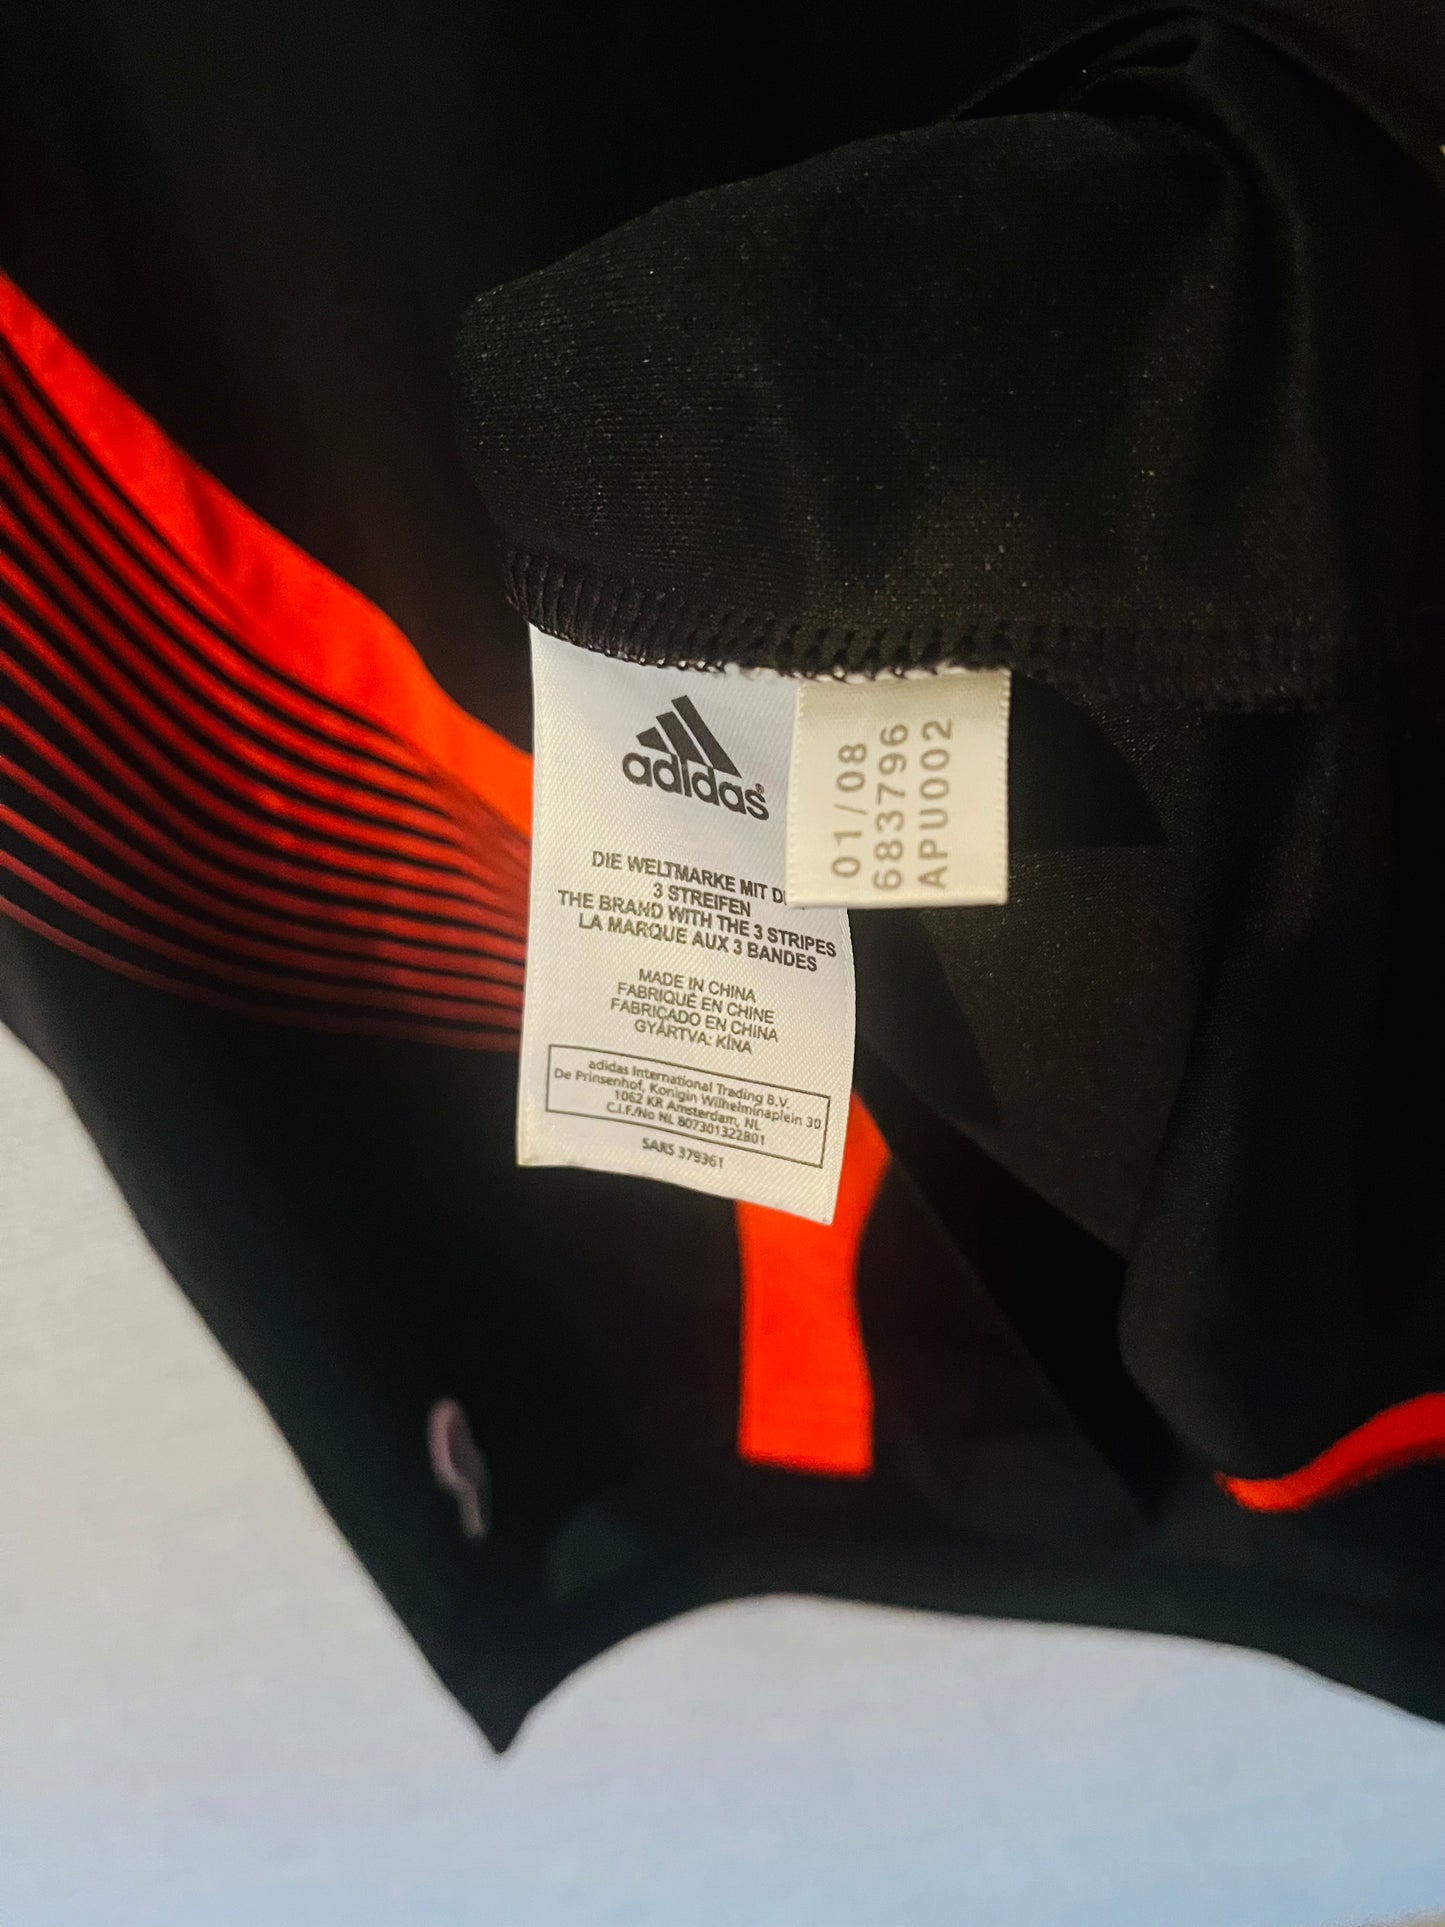 adidas®
DIE WELTMARKE MIT
3 STREIFEN
THE BRAND WITH THE 3 STRIPES
LA MARQUE AUX 3 BANDES
MADE IN CHINA
FABRIQUÉ EN CHINE
FABRICADO EN CHINA
GYÁRTVA: KÍNA
adidas International Trading B.V.
De Prinsenhof, Konigin Wilhelminaplein 30
1062 KR Amsterdam, NL
C.I.F./No NL 807301322B01
SARS 379361
01/08
683796
APU002